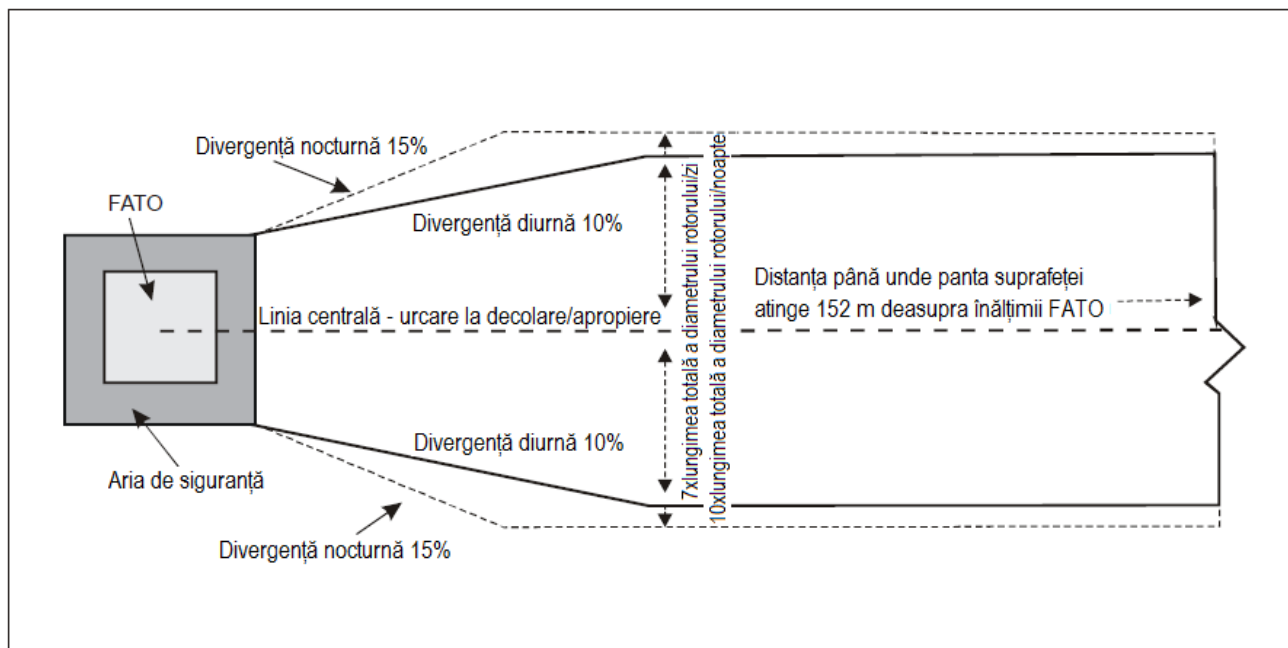 Divergență nocturnă 15%
FATO
Divergență diurnă 10%
Linia centrală - urcare la decolare/apropiere
7xlungimea totală a diametrului rotorului/zi
10xlungimea totală a diametrului rotorului/noapte
Distanța până unde panta suprafeței
atinge 152 m deasupra înălțimii FATO
Divergență diurnă 10%
Aria de siguranță
Divergență nocturnă 15%